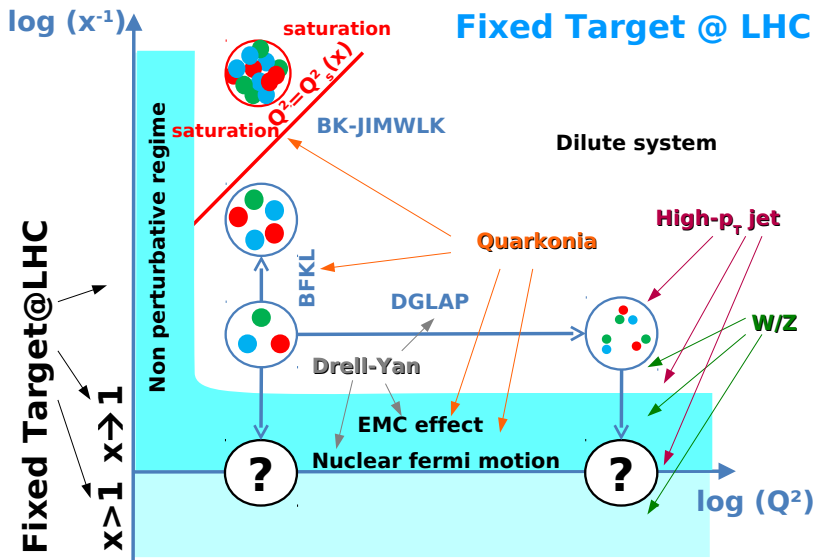 log (x⁻¹)
Fixed Target @ LHC
saturation
Q²=Q²ₛ(x)
saturation
BK-JIMWLK
Dilute system
Non perturbative regime
High-pT jet
Quarkonia
BFKL
DGLAP
W/Z
Drell-Yan
Fixed Target@LHC
x→1
EMC effect
Nuclear fermi motion
?
?
x>1
log (Q²)